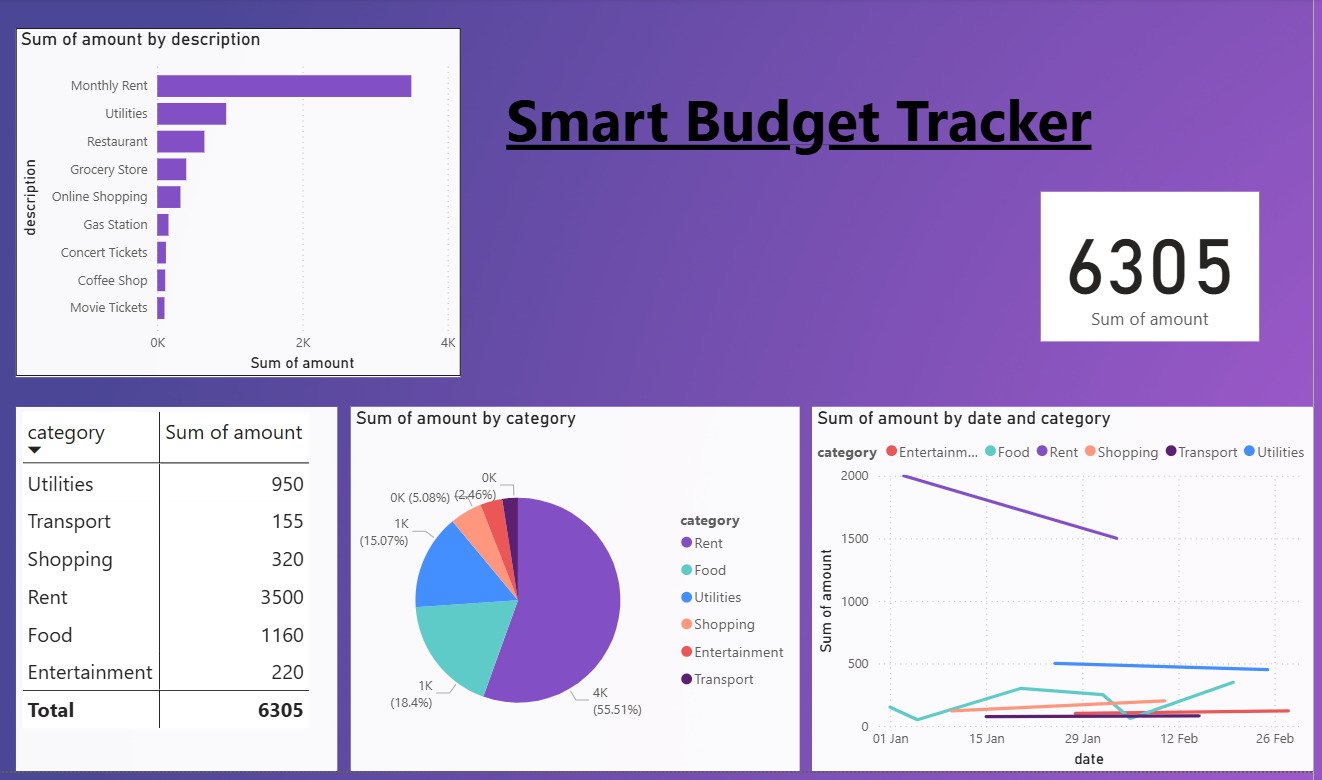 Sum of amount by description
Monthly Rent
Utilities
Restaurant
Grocery Store
Online Shopping
Gas Station
Concert Tickets
Coffee Shop
Movie Tickets
description
0K 2K 4K
Sum of amount
Smart Budget Tracker
6305
Sum of amount
category Sum of amount
Utilities 950
Transport 155
Shopping 320
Rent 3500
Food 1160
Entertainment 220
Total 6305
Sum of amount by category
0K
(2.46%)
0K (5.08%)
1K
(15.07%)
1K
(18.4%)
4K
(55.51%)
category
Rent
Food
Utilities
Shopping
Entertainment
Transport
Sum of amount by date and category
category Entertainm... Food Rent Shopping Transport Utilities
2000
1500
1000
500
0
Sum of amount
01 Jan 15 Jan 29 Jan 12 Feb 26 Feb
date